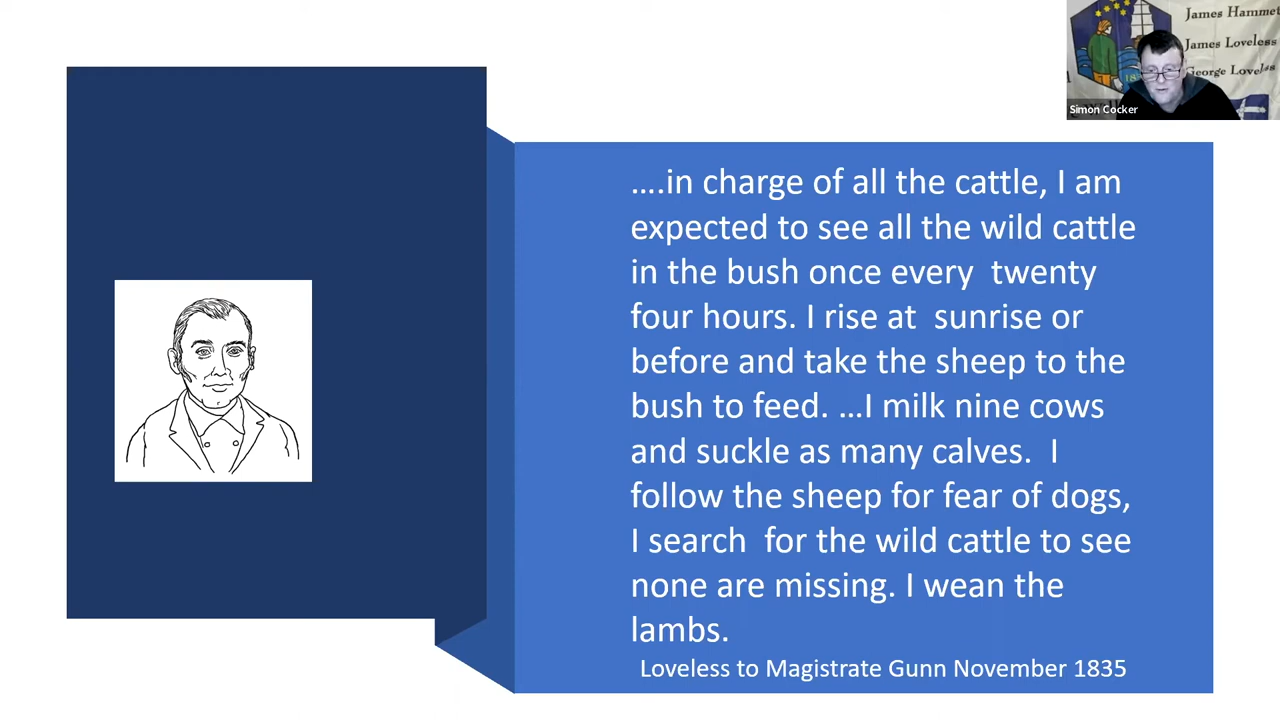 James Hammet
James Loveless
George Loveless
Simon Cocker
….in charge of all the cattle, I am
expected to see all the wild cattle
in the bush once every  twenty
four hours. I rise at  sunrise or
before and take the sheep to the
bush to feed. …I milk nine cows
and suckle as many calves.  I
follow the sheep for fear of dogs,
I search  for the wild cattle to see
none are missing. I wean the
lambs.
Loveless to Magistrate Gunn November 1835